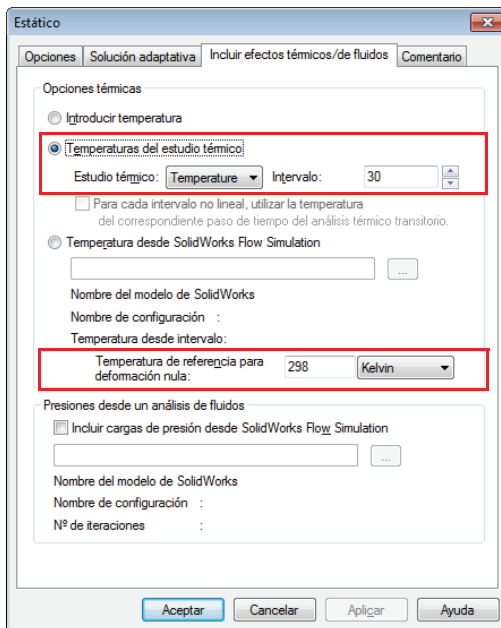 Estático
Opciones Solución adaptativa Incluir efectos térmicos/de fluidos Comentario
Opciones térmicas
Introducir temperatura
Temperaturas del estudio térmico
Estudio térmico: Temperature Intervalo: 30
Para cada intervalo no lineal, utilizar la temperatura
del correspondiente paso de tiempo del análisis térmico transitorio.
Temperatura desde SolidWorks Flow Simulation
...
Nombre del modelo de SolidWorks
Nombre de configuración :
Temperatura desde intervalo:
Temperatura de referencia para
deformación nula: 298 Kelvin
Presiones desde un análisis de fluidos
Incluir cargas de presión desde SolidWorks Flow Simulation
...
Nombre del modelo de SolidWorks
Nombre de configuración :
Nº de iteraciones :
Aceptar Cancelar Aplicar Ayuda